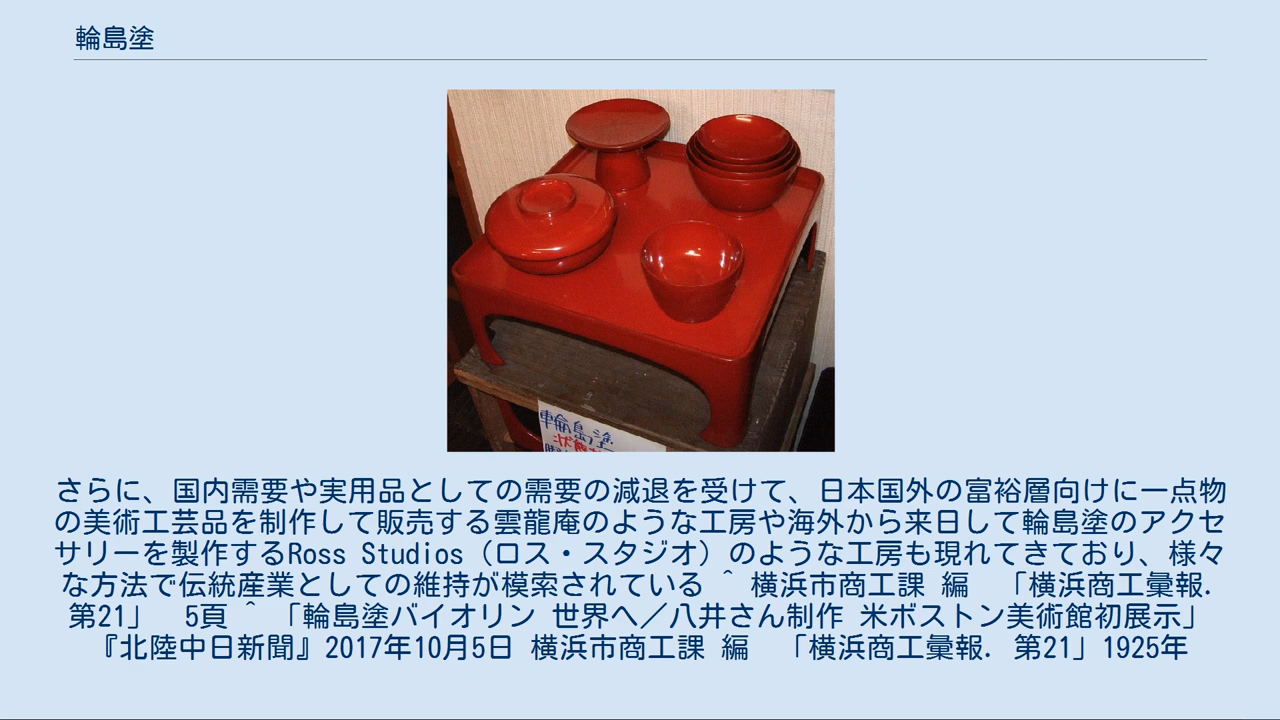 輪島塗
輪島塗
さらに、国内需要や実用品としての需要の減退を受けて、日本国外の富裕層向けに一点物
の美術工芸品を制作して販売する雲龍庵のような工房や海外から来日して輪島塗のアクセ
サリーを製作するRoss Studios（ロス・スタジオ）のような工房も現れてきており、様々
な方法で伝統産業としての維持が模索されている ^ 横浜市商工課 編　「横浜商工彙報.
第21」　5頁 ^ 「輪島塗バイオリン 世界へ／八井さん制作 米ボストン美術館初展示」
『北陸中日新聞』2017年10月5日 横浜市商工課 編　「横浜商工彙報. 第21」1925年